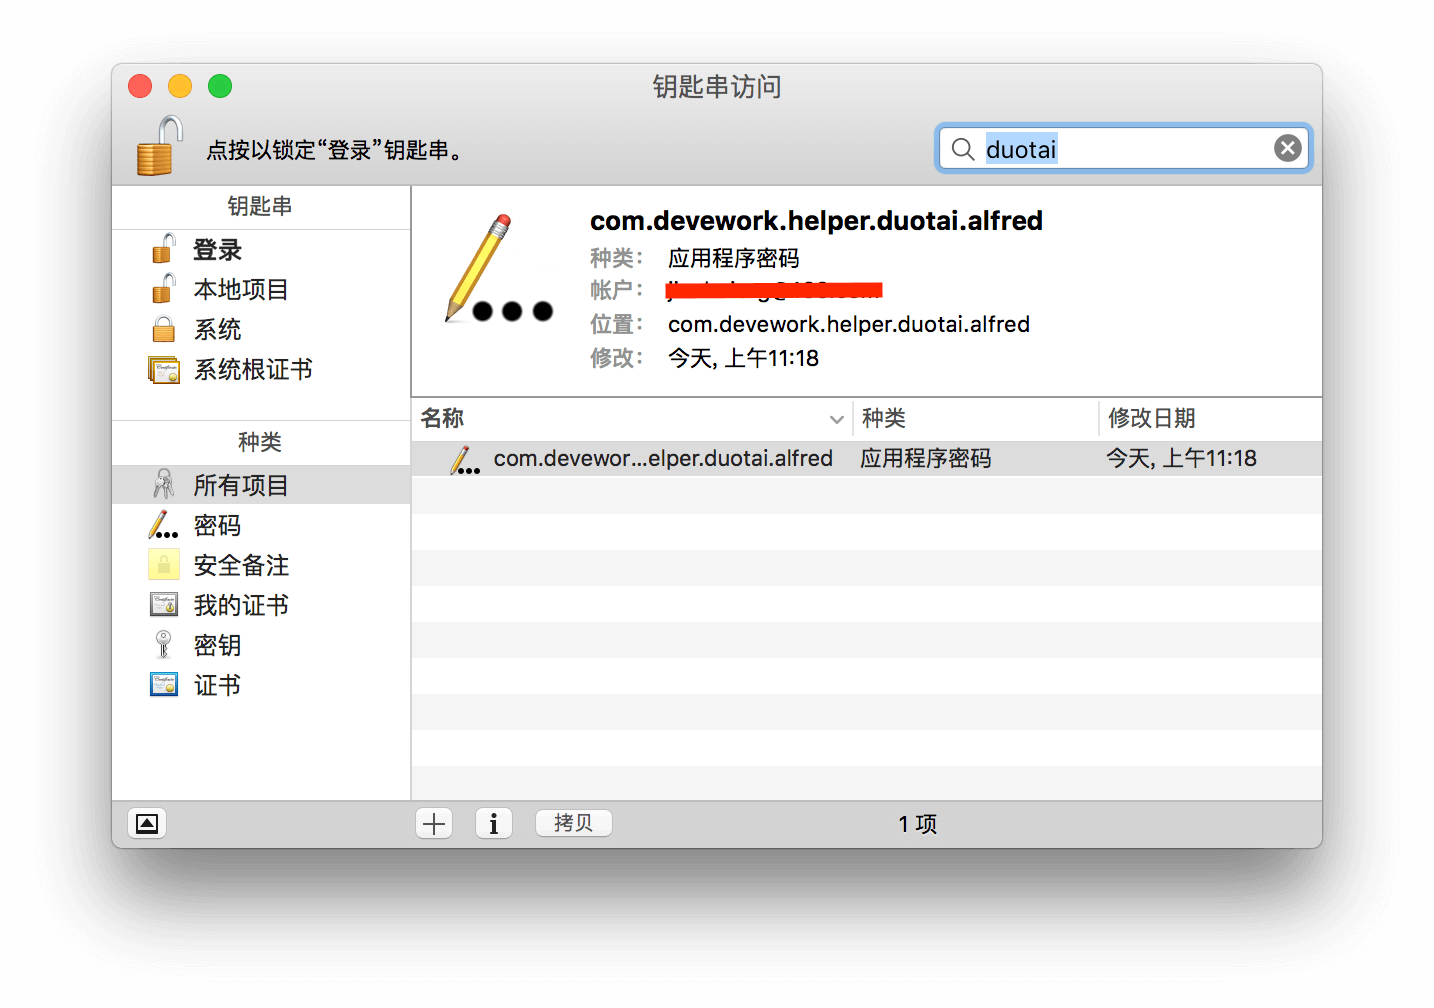 钥匙串访问
点按以锁定“登录”钥匙串。
duotai
钥匙串
登录
本地项目
系统
系统根证书
种类
所有项目
密码
安全备注
我的证书
密钥
证书
com.devework.helper.duotai.alfred
种类: 应用程序密码
帐户:
位置: com.devework.helper.duotai.alfred
修改: 今天, 上午11:18
名称 种类 修改日期
com.devewor...elper.duotai.alfred 应用程序密码 今天, 上午11:18
拷贝
1 项